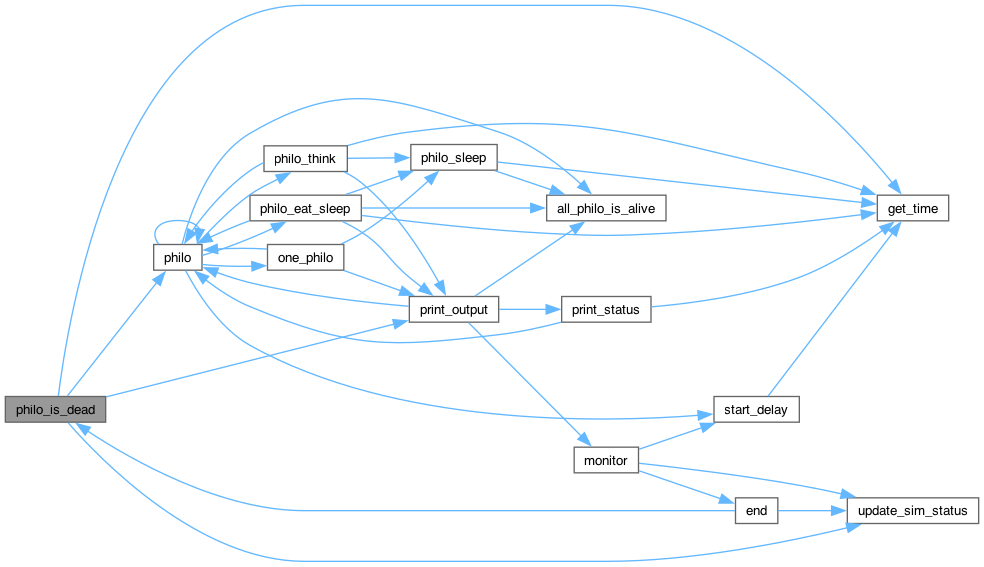 philo_think
philo_sleep
philo_eat_sleep
all_philo_is_alive
get_time
philo
one_philo
print_output
print_status
philo_is_dead
start_delay
monitor
end
update_sim_status